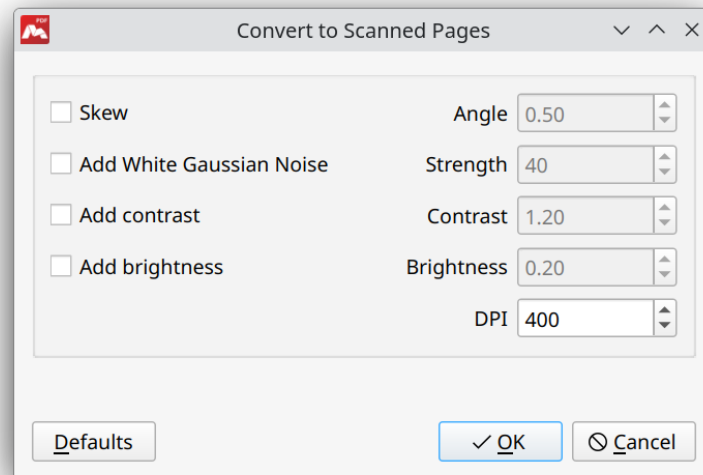 PDF
Convert to Scanned Pages
Skew Angle 0.50
Add White Gaussian Noise Strength 40
Add contrast Contrast 1.20
Add brightness Brightness 0.20
DPI 400
Defaults OK Cancel